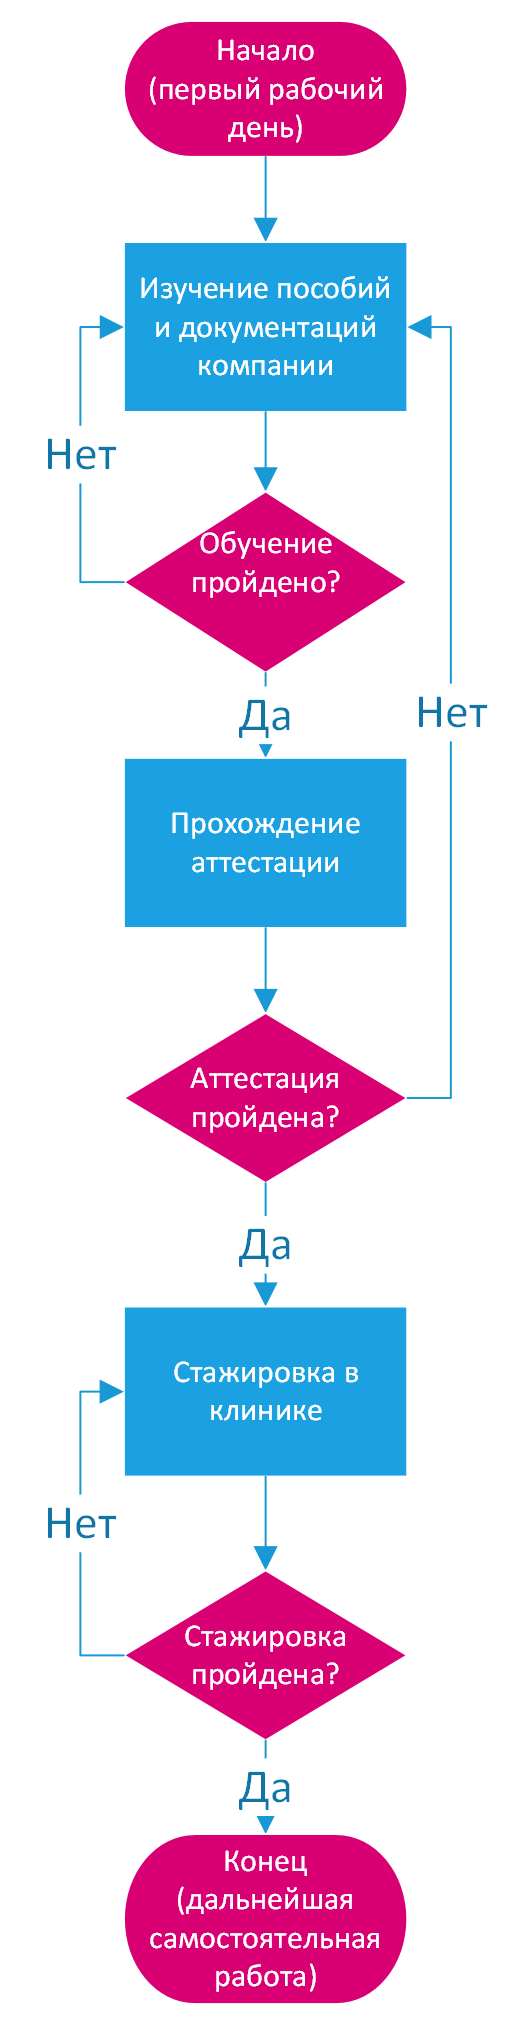 Начало
(первый рабочий
день)
Изучение пособий
и документаций
компании
Нет
Обучение
пройдено?
Да
Нет
Прохождение
аттестации
Аттестация
пройдена?
Да
Стажировка в
клинике
Нет
Стажировка
пройдена?
Да
Конец
(дальнейшая
самостоятельная
работа)